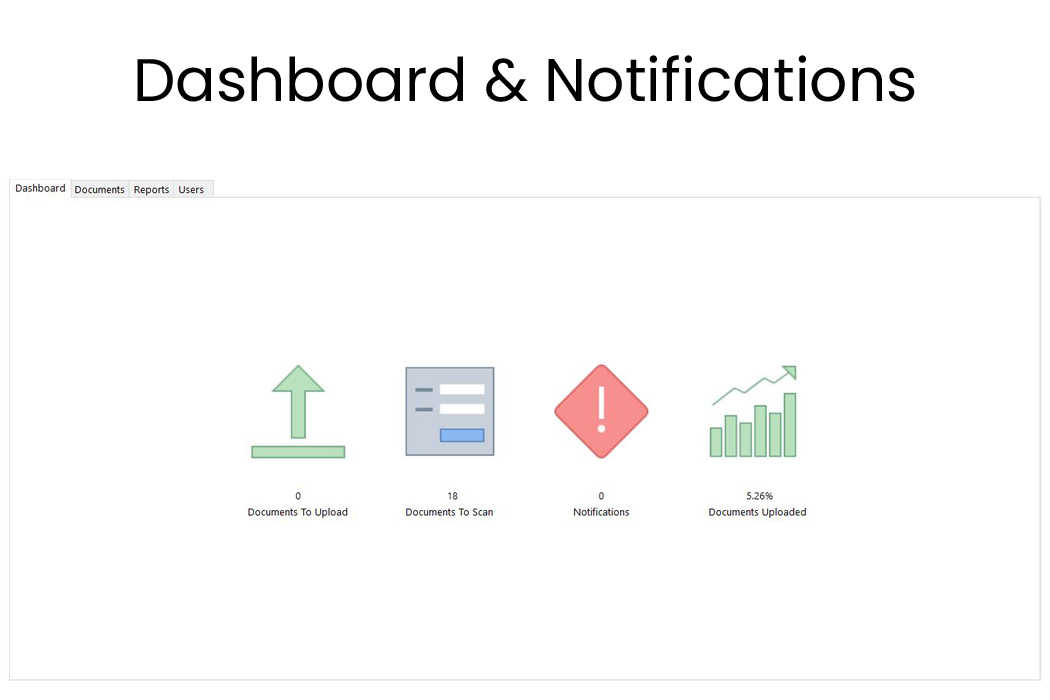 Dashboard & Notifications
Dashboard Documents Reports Users
0 18 0 5.26%
Documents To Upload Documents To Scan Notifications Documents Uploaded